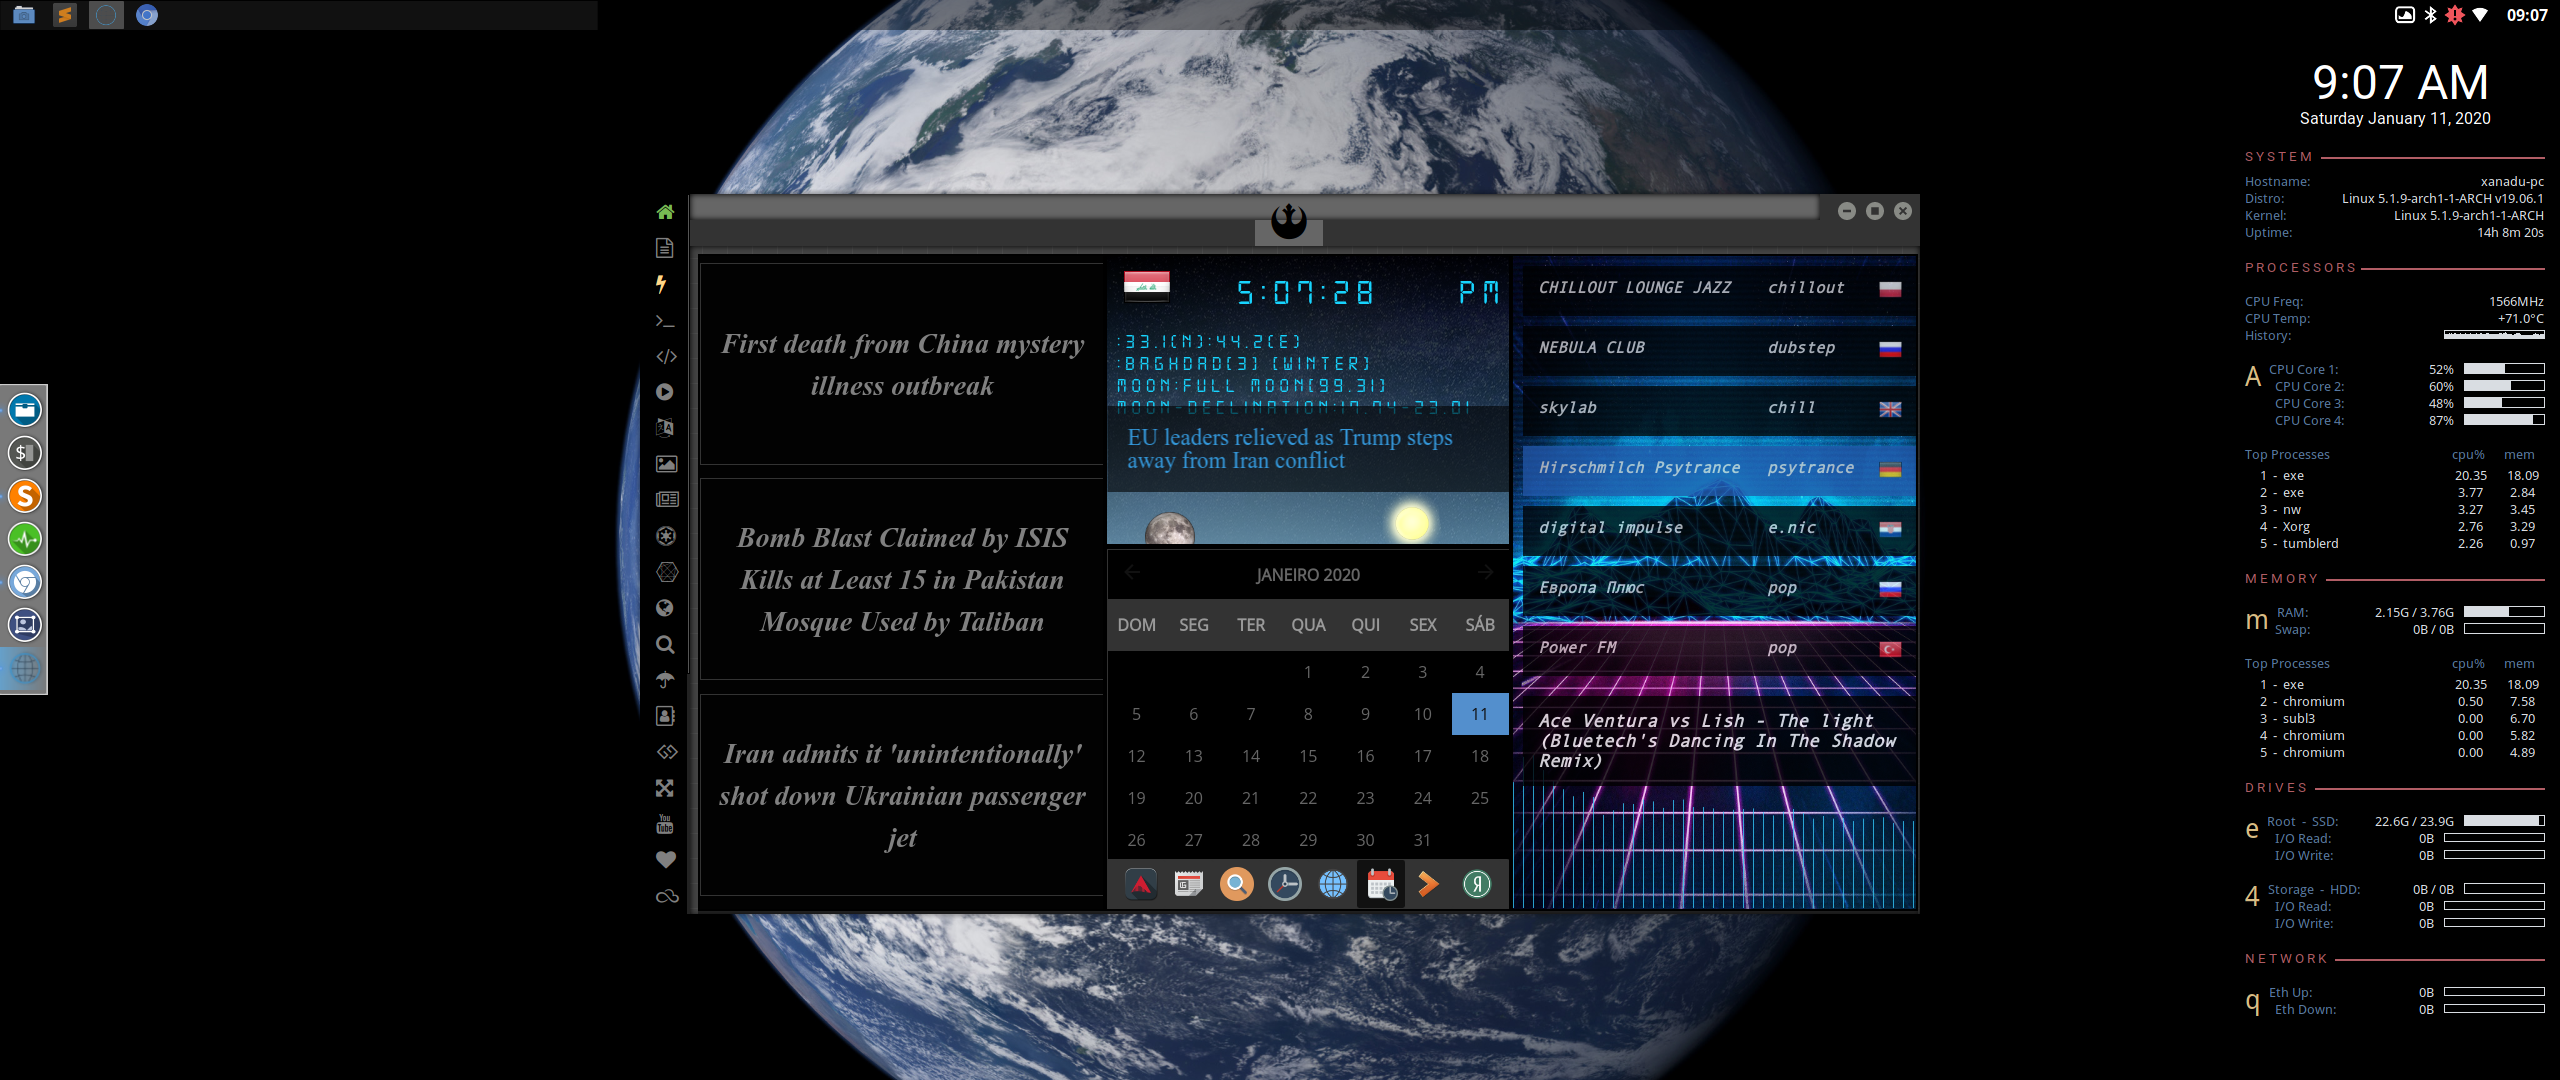 09:07
9:07 AM
Saturday January 11, 2020
SYSTEM
Hostname: xanadu-pc
Distro: Linux 5.1.9-arch1-1-ARCH v19.06.1
Kernel: Linux 5.1.9-arch1-1-ARCH
Uptime: 14h 8m 20s
PROCESSORS
CPU Freq: 1566MHz
CPU Temp: +71.0°C
History:
A CPU Core 1: 52%
CPU Core 2: 60%
CPU Core 3: 48%
CPU Core 4: 87%
Top Processes cpu% mem
1 - exe 20.35 18.09
2 - exe 3.77 2.84
3 - nw 3.27 3.45
4 - Xorg 2.76 3.29
5 - tumblerd 2.26 0.97
MEMORY
m RAM: 2.15G / 3.76G
Swap: 0B / 0B
Top Processes cpu% mem
1 - exe 20.35 18.09
2 - chromium 0.50 7.58
3 - subl3 0.00 6.70
4 - chromium 0.00 5.82
5 - chromium 0.00 4.89
DRIVES
e Root - SSD: 22.6G / 23.9G
I/O Read: 0B
I/O Write: 0B
4 Storage - HDD: 0B / 0B
I/O Read: 0B
I/O Write: 0B
NETWORK
q Eth Up: 0B
Eth Down: 0B
First death from China mystery
illness outbreak
Bomb Blast Claimed by ISIS
Kills at Least 15 in Pakistan
Mosque Used by Taliban
Iran admits it 'unintentionally'
shot down Ukrainian passenger
jet
5:07:28 PM
:33.1(N):44.2(E)
:BAGHDAD[3] [WINTER]
MOON:FULL MOON[99.31]
MOON-DECLINATION:17.74-23.01
EU leaders relieved as Trump steps
away from Iran conflict
JANEIRO 2020
DOM SEG TER QUA QUI SEX SÁB
1 2 3 4
5 6 7 8 9 10 11
12 13 14 15 16 17 18
19 20 21 22 23 24 25
26 27 28 29 30 31
CHILLOUT LOUNGE JAZZ chillout
NEBULA CLUB dubstep
skylab chill
Hirschmilch Psytrance psytrance
digital impulse e.nic
Европа Плюс pop
Power FM pop
Ace Ventura vs Lish - The light
(Bluetech's Dancing In The Shadow
Remix)
You
Tube